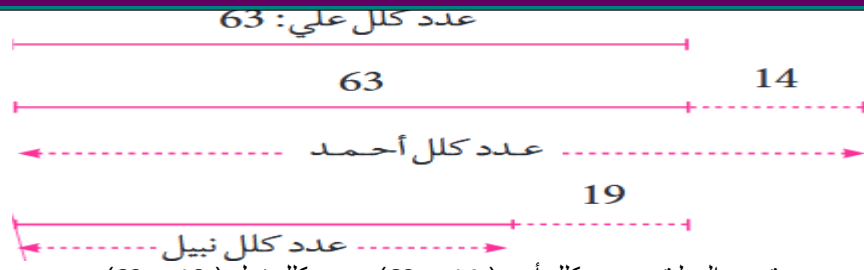 عدد كلل علي: 63
63 14
عـدد كلل أحـمـد
19
عدد كلل نبيل